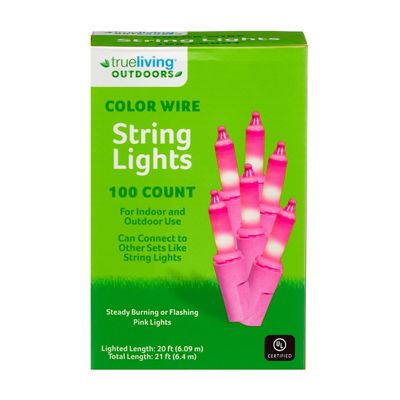 trueliving®
OUTDOORS
COLOR WIRE
String
Lights
100 COUNT
For Indoor and
Outdoor Use
Can Connect to
Other Sets Like
String Lights
Steady Burning or Flashing
Pink Lights
Lighted Length: 20 ft (6.09 m)
Total Length: 21 ft (6.4 m)
UL
CERTIFIED